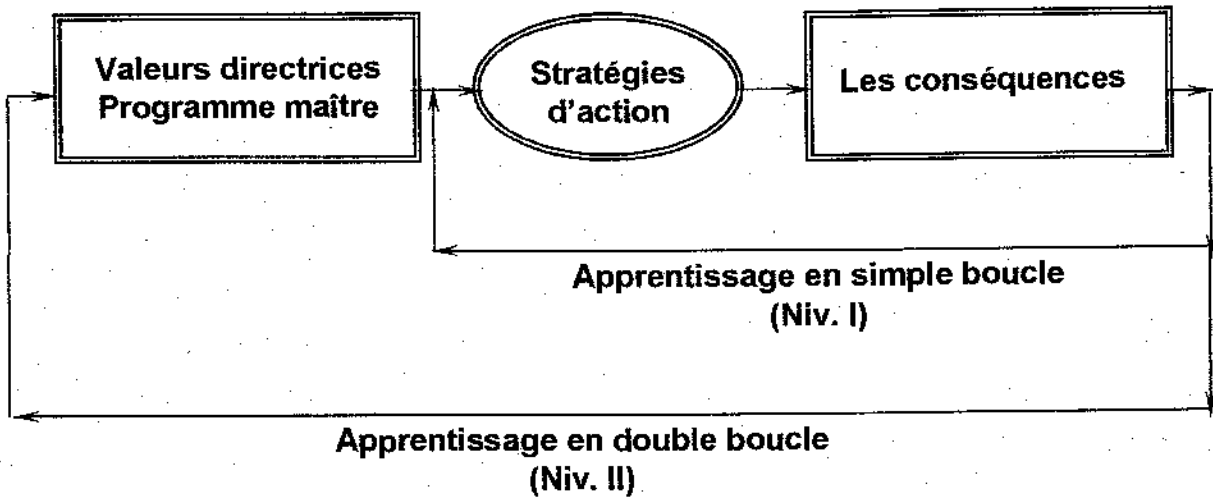 Valeurs directrices
Programme maître
Stratégies
d'action
Les conséquences
Apprentissage en simple boucle
(Niv. I)
Apprentissage en double boucle
(Niv. II)